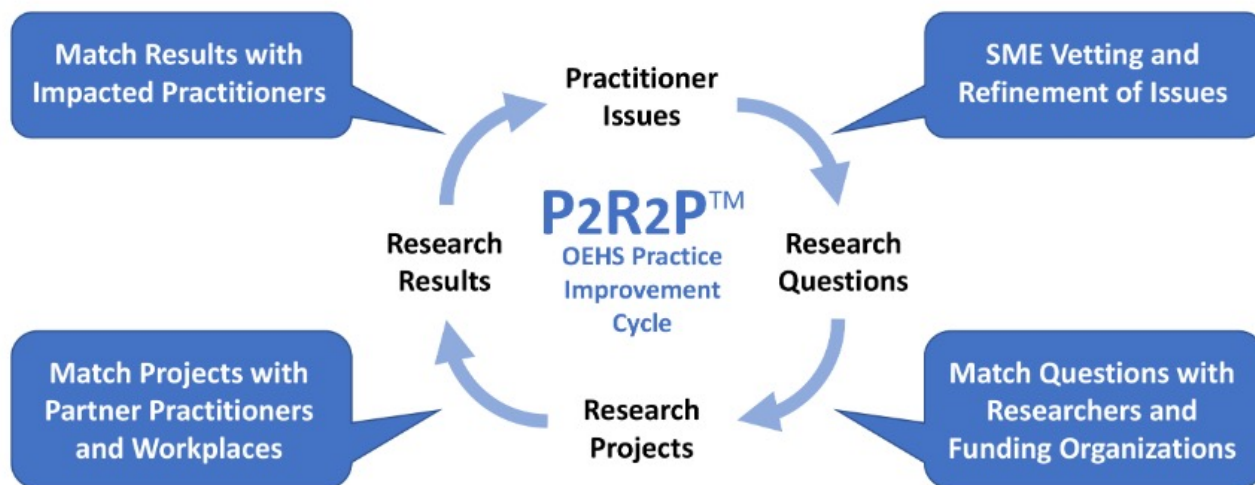 Match Results with
Impacted Practitioners
Practitioner
Issues
SME Vetting and
Refinement of Issues
P2R2P™
OEHS Practice
Improvement
Cycle
Research
Results
Research
Questions
Match Projects with
Partner Practitioners
and Workplaces
Research
Projects
Match Questions with
Researchers and
Funding Organizations